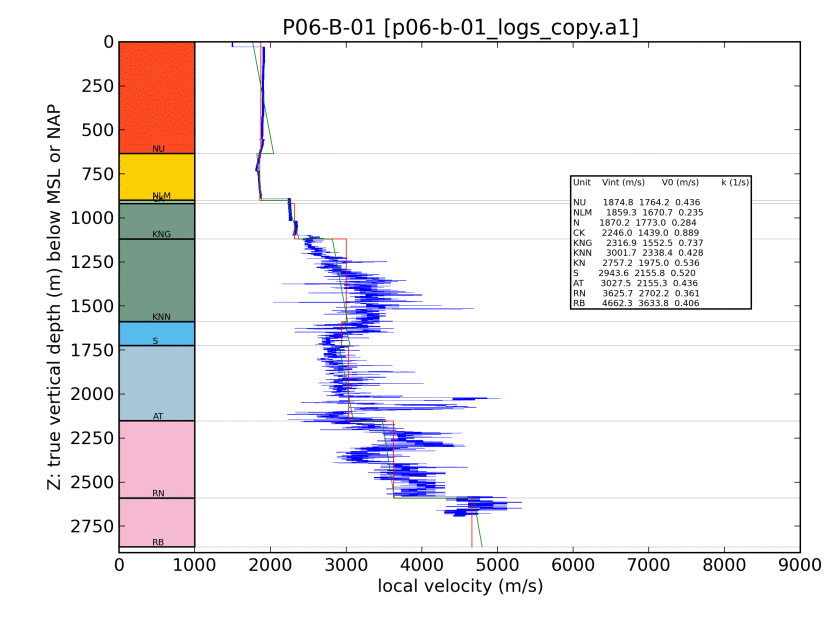 P06-B-01 [p06-b-01_logs_copy.a1]
Z: true vertical depth (m) below MSL or NAP
0
250
500
750
1000
1250
1500
1750
2000
2250
2500
2750
NU
NLM
CK
KNG
KNN
S
AT
RN
RB
Unit Vint (m/s) V0 (m/s) k (1/s)
NU 1874.8 1764.2 0.436
NLM 1859.3 1670.7 0.235
N 1870.2 1773.0 0.284
CK 2246.0 1439.0 0.889
KNG 2316.9 1552.5 0.737
KNN 3001.7 2338.4 0.428
KN 2757.2 1975.0 0.536
S 2943.6 2155.8 0.520
AT 3027.5 2155.3 0.436
RN 3625.7 2702.2 0.361
RB 4662.3 3633.8 0.406
0 1000 2000 3000 4000 5000 6000 7000 8000 9000
local velocity (m/s)